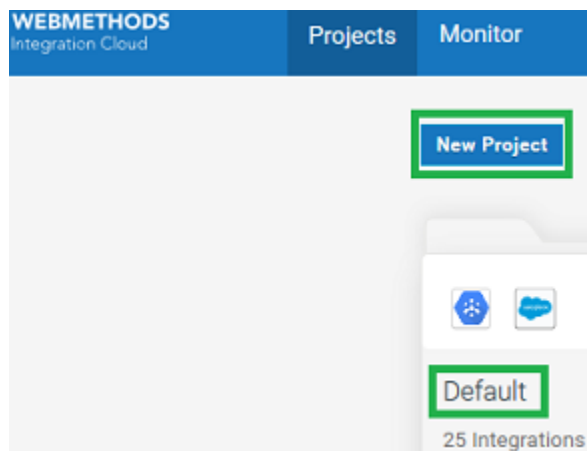 WEBMETHODS
Integration Cloud
Projects
Monitor
New Project
Default
25 Integrations